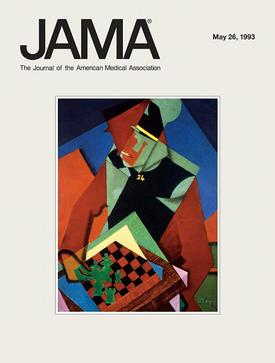 JAMA®
May 26, 1993
The Journal of the American Medical Association
24